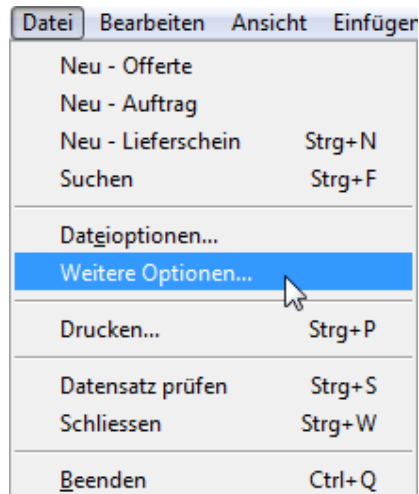 Datei Bearbeiten Ansicht Einfügen
Neu - Offerte
Neu - Auftrag
Neu - Lieferschein Strg+N
Suchen Strg+F
Dateioptionen...
Weitere Optionen...
Drucken... Strg+P
Datensatz prüfen Strg+S
Schliessen Strg+W
Beenden Ctrl+Q